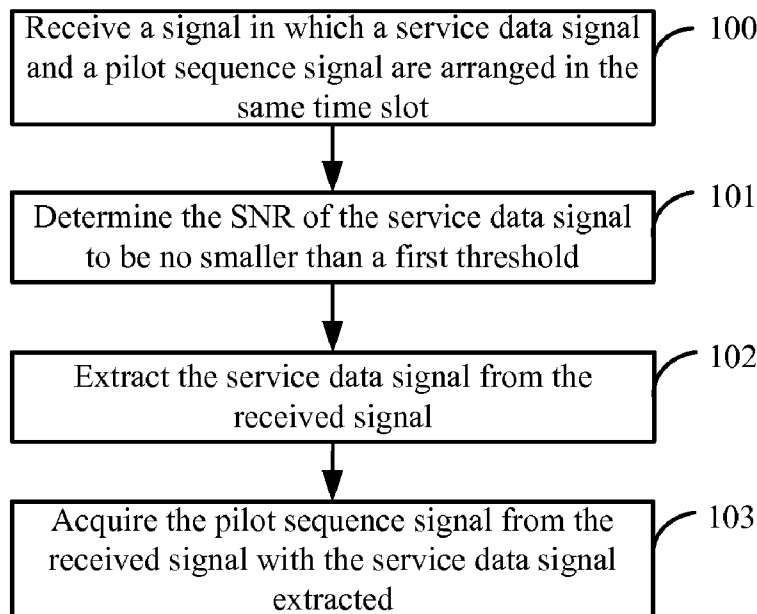 Receive a signal in which a service data signal
and a pilot sequence signal are arranged in the
same time slot
100
Determine the SNR of the service data signal
to be no smaller than a first threshold
101
Extract the service data signal from the
received signal
102
Acquire the pilot sequence signal from the
received signal with the service data signal
extracted
103